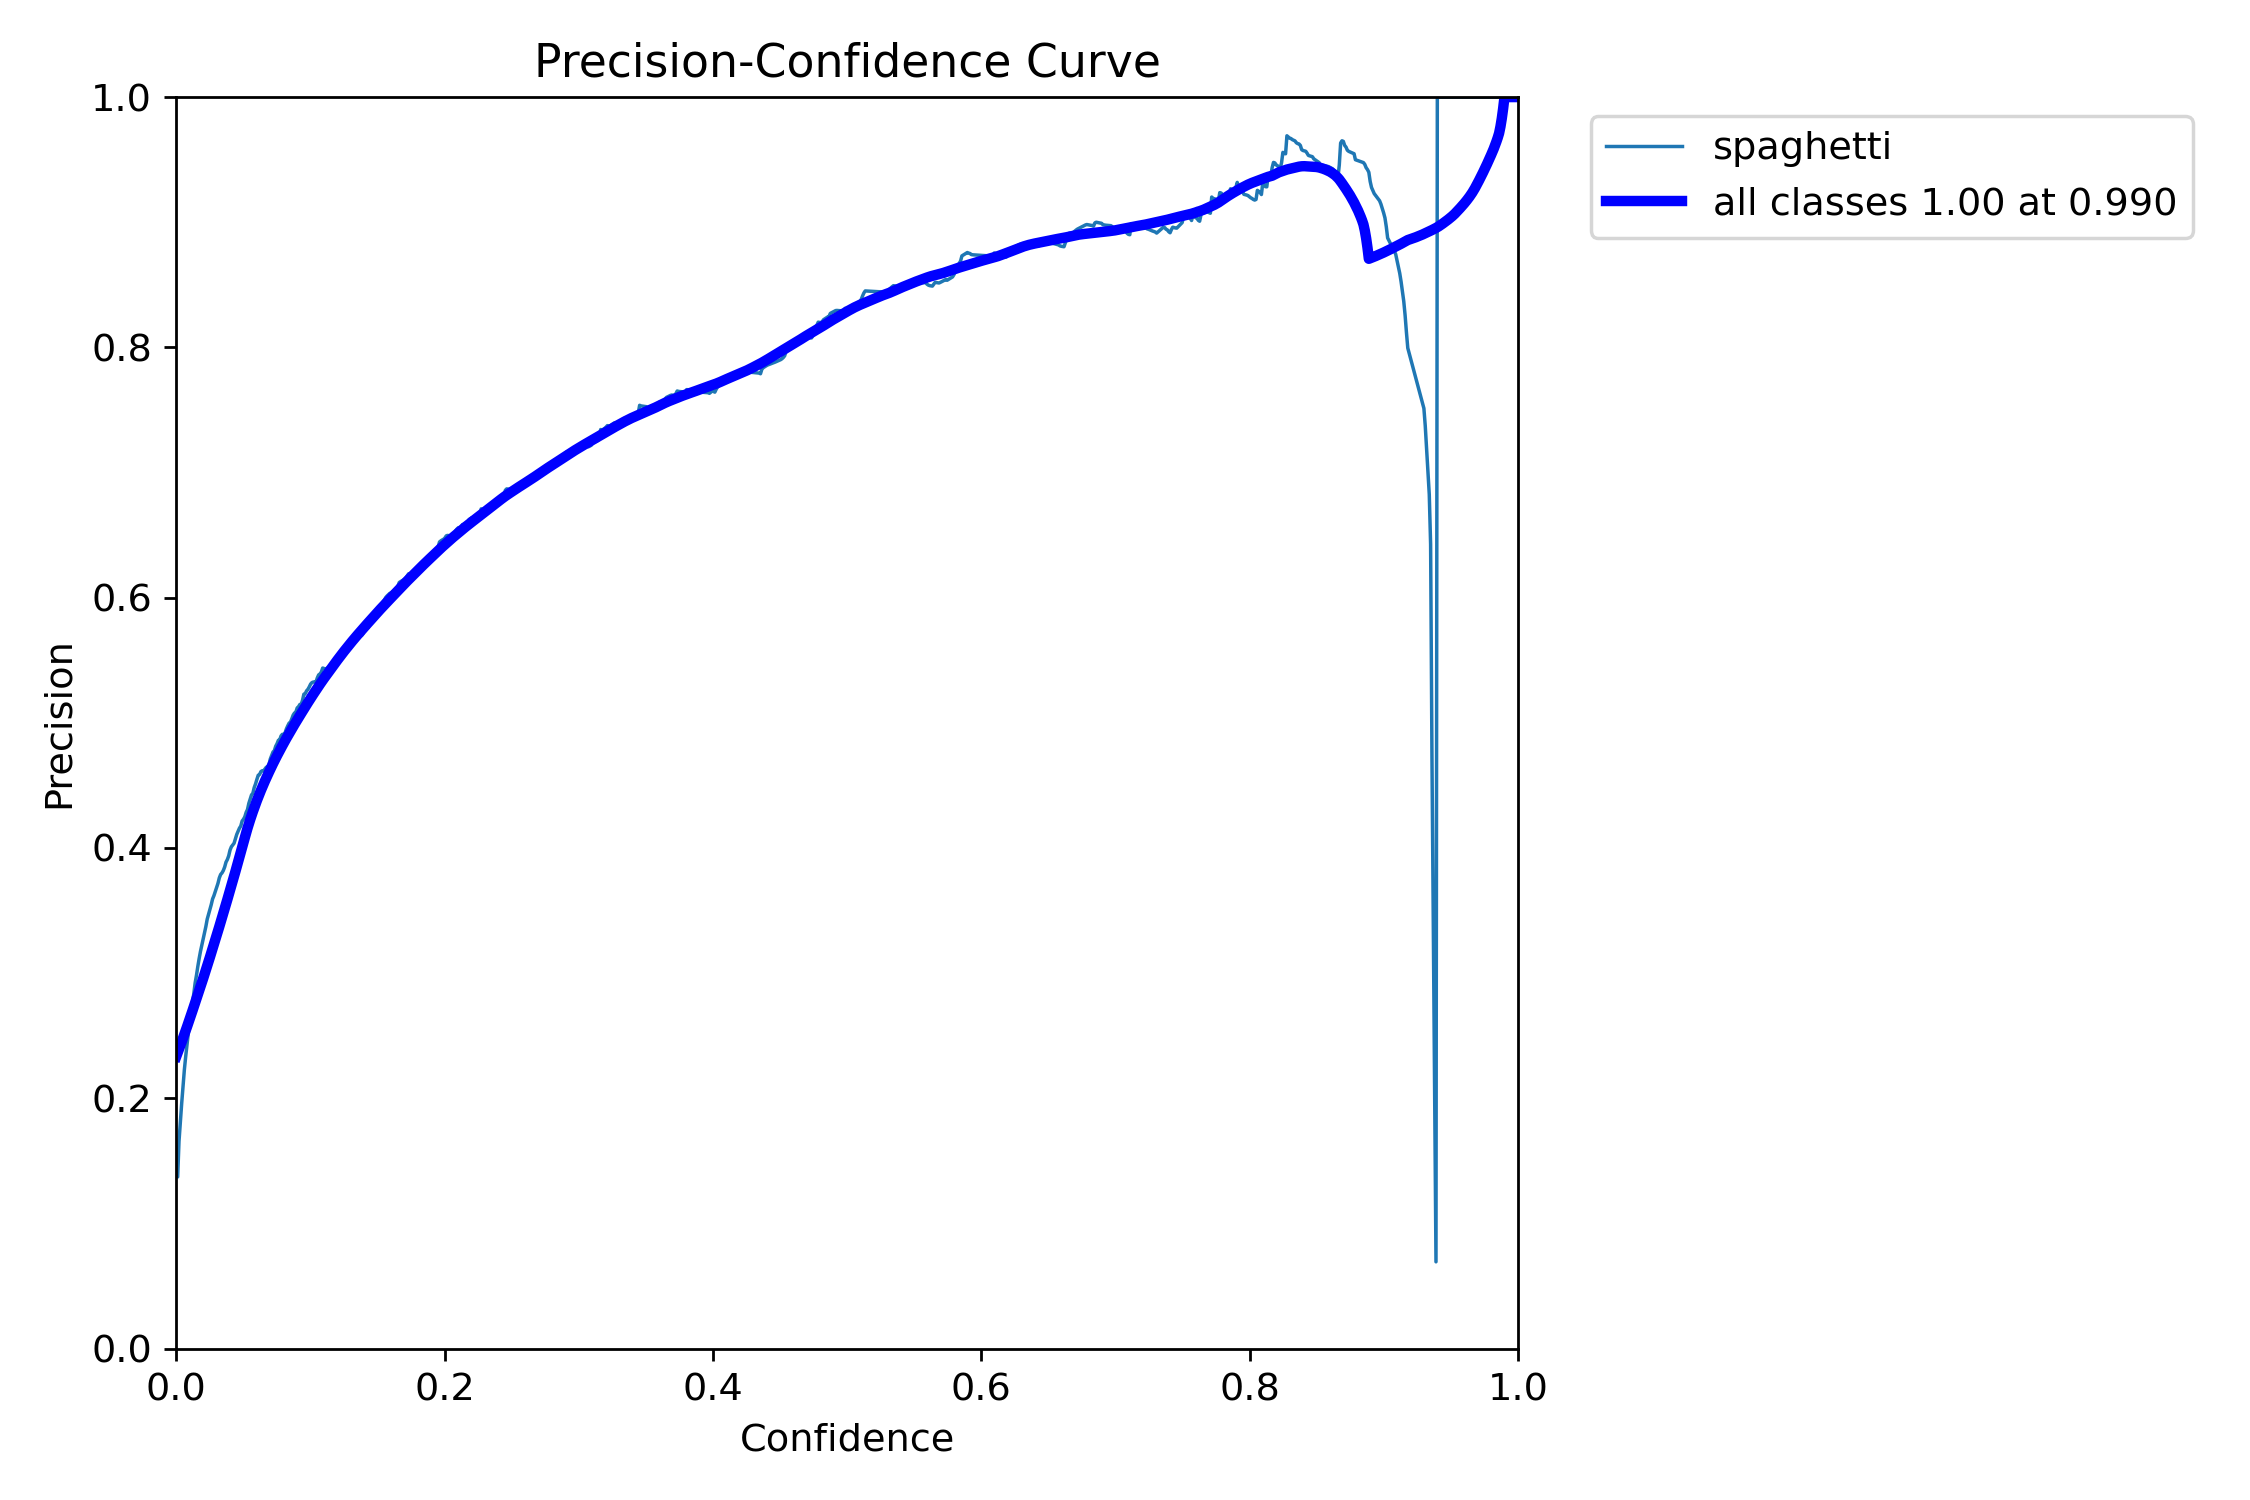 Precision-Confidence Curve
1.0
0.8
0.6
0.4
0.2
0.0
Precision
0.0 0.2 0.4 0.6 0.8 1.0
Confidence
spaghetti
all classes 1.00 at 0.990